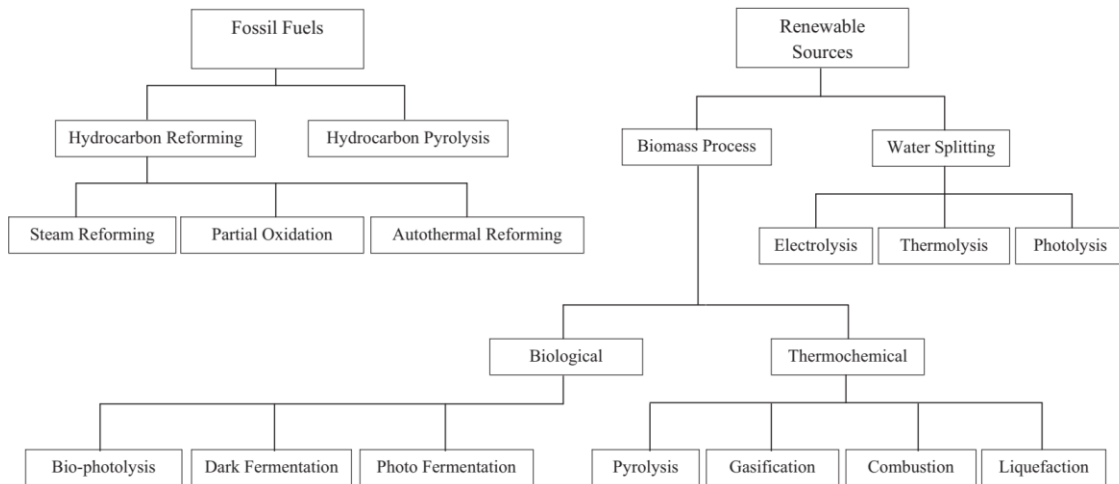 Fossil Fuels
Renewable
Sources
Hydrocarbon Reforming
Hydrocarbon Pyrolysis
Biomass Process
Water Splitting
Steam Reforming
Partial Oxidation
Autothermal Reforming
Electrolysis
Thermolysis
Photolysis
Biological
Thermochemical
Bio-photolysis
Dark Fermentation
Photo Fermentation
Pyrolysis
Gasification
Combustion
Liquefaction